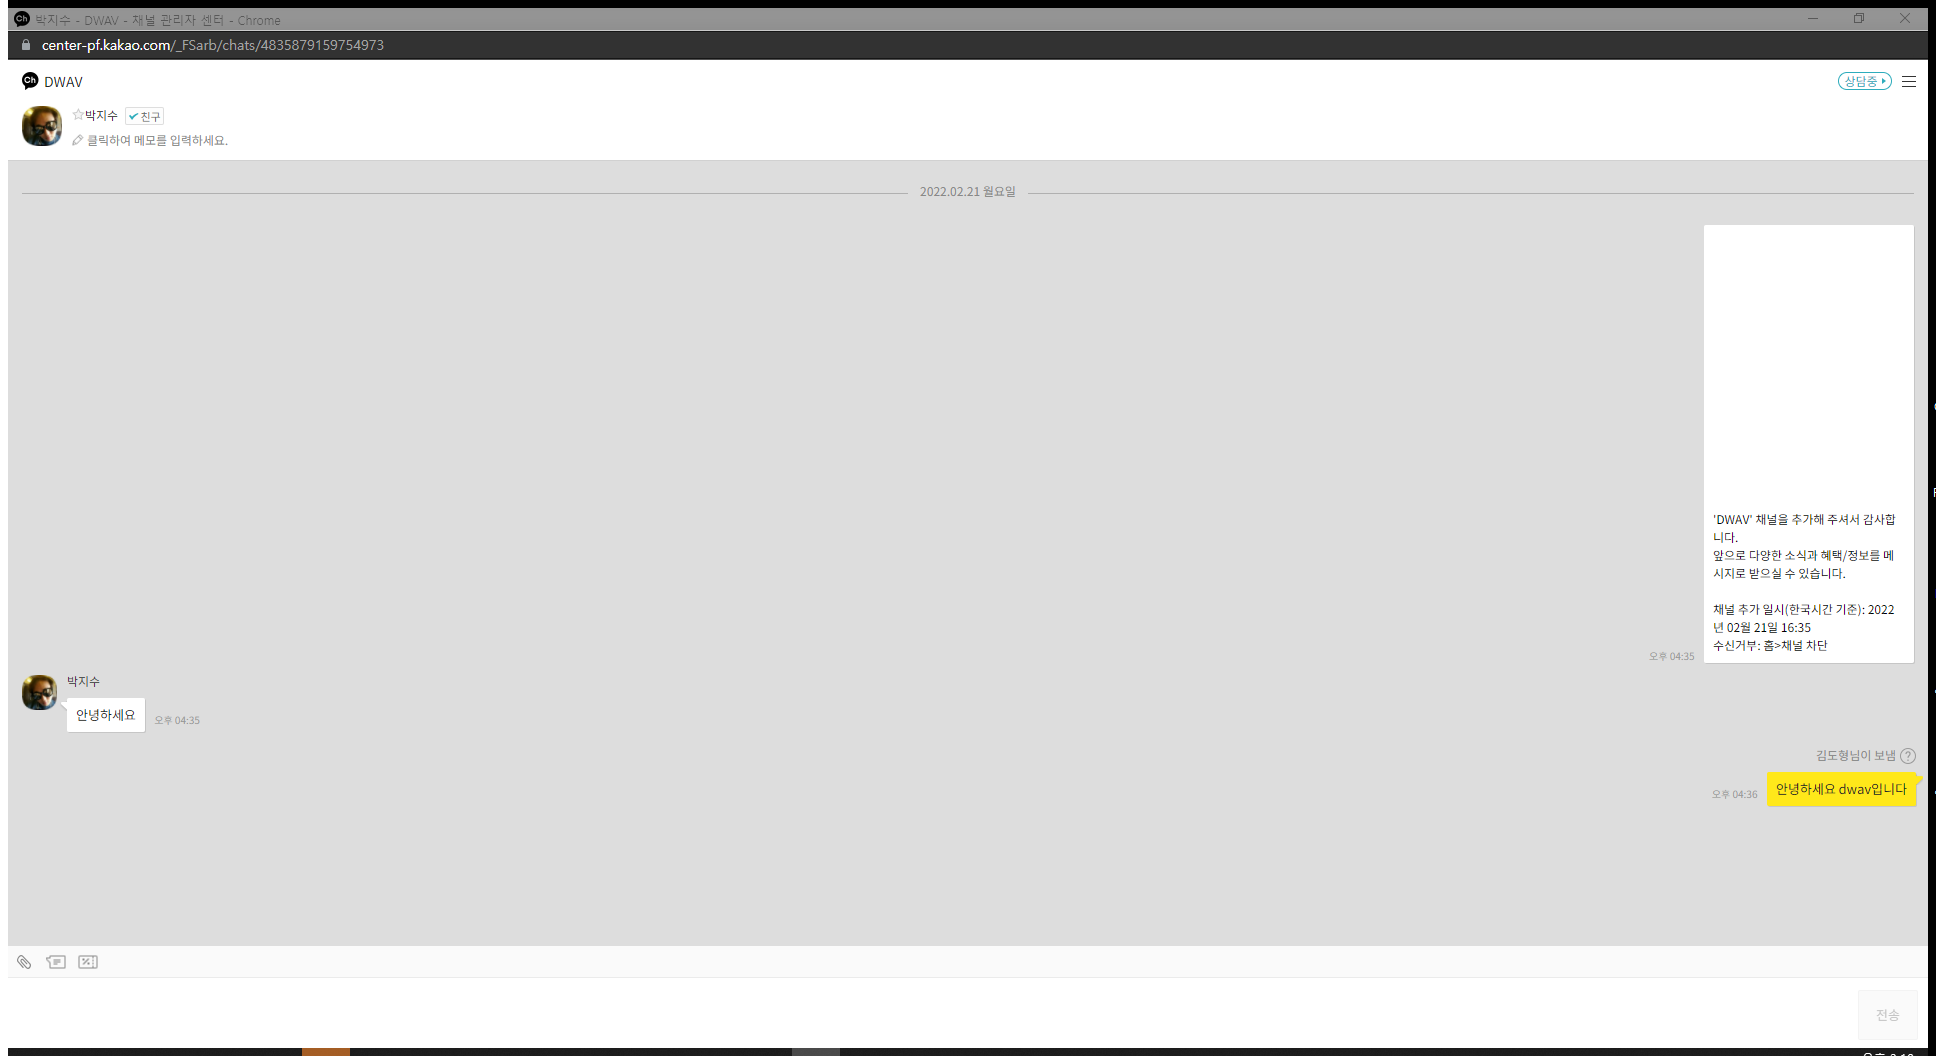 박지수 - DWAV - 채널 관리자 센터 - Chrome
center-pf.kakao.com/_FSarb/chats/4835879159754973
Ch DWAV
상담중
박지수 친구
클릭하여 메모를 입력하세요.
2022.02.21 월요일
'DWAV' 채널을 추가해 주셔서 감사합
니다.
앞으로 다양한 소식과 혜택/정보를 메
시지로 받으실 수 있습니다.
채널 추가 일시(한국시간 기준): 2022
년 02월 21일 16:35
수신거부: 홈>채널 차단
오후 04:35
박지수
안녕하세요
오후 04:35
김도형님이 보냄 ?
안녕하세요 dwav입니다
오후 04:36
전송